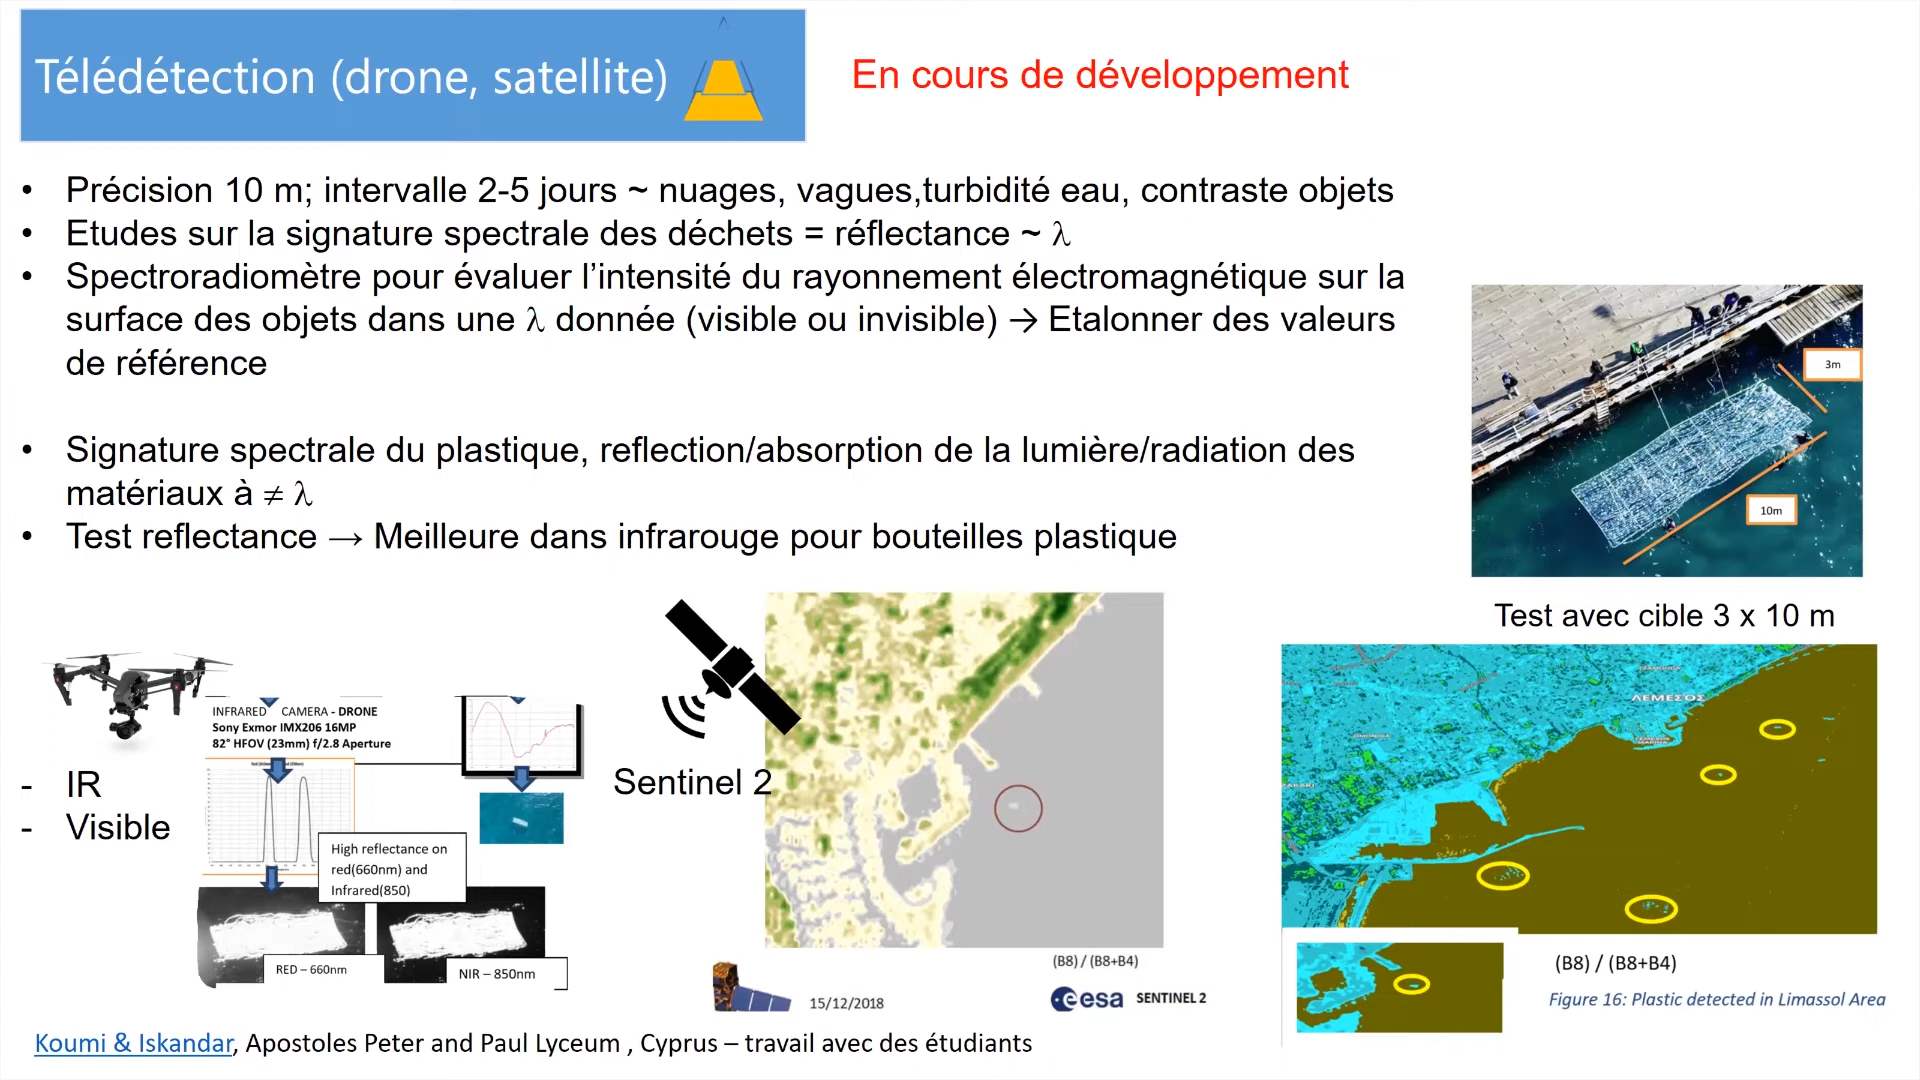 Télédétection (drone, satellite)
En cours de développement
• Précision 10 m; intervalle 2-5 jours ~ nuages, vagues,turbidité eau, contraste objets
• Etudes sur la signature spectrale des déchets = réflectance ~ λ
• Spectroradiomètre pour évaluer l’intensité du rayonnement électromagnétique sur la
surface des objets dans une λ donnée (visible ou invisible) → Etalonner des valeurs
de référence
• Signature spectrale du plastique, reflection/absorption de la lumière/radiation des
matériaux à ≠ λ
• Test reflectance → Meilleure dans infrarouge pour bouteilles plastique
3m
10m
Test avec cible 3 x 10 m
INFRARED CAMERA - DRONE
Sony Exmor IMX206 16MP
82° HFOV (23mm) f/2.8 Aperture
- IR
- Visible
High reflectance on
red(660nm) and
Infrared(850)
RED – 660nm
NIR – 850nm
Sentinel 2
(B8) / (B8+B4)
15/12/2018
esa SENTINEL 2
ΛΕΜΕΣΟΣ
(B8) / (B8+B4)
Figure 16: Plastic detected in Limassol Area
Koumi & Iskandar, Apostoles Peter and Paul Lyceum , Cyprus – travail avec des étudiants